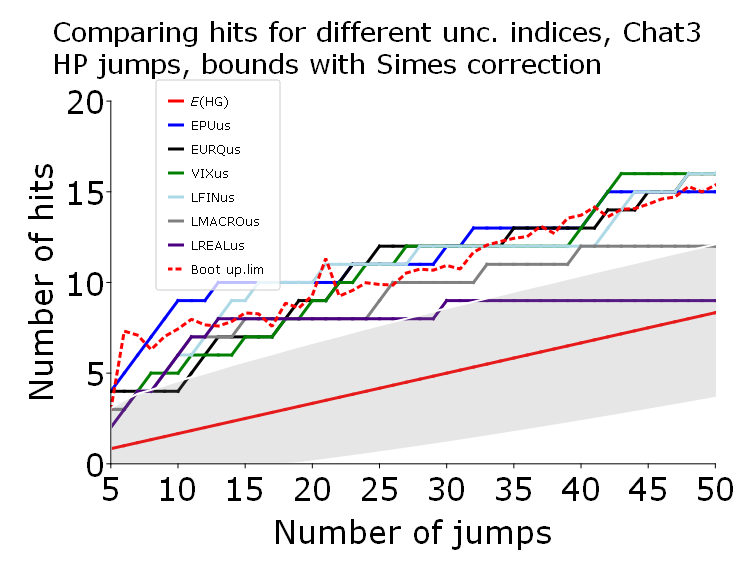 Comparing hits for different unc. indices, Chat3
HP jumps, bounds with Simes correction
E(HG)
EPUus
EURQus
VIXus
LFINus
LMACROus
LREALus
Boot up.lim
Number of hits
20
15
10
5
0
5 10 15 20 25 30 35 40 45 50
Number of jumps